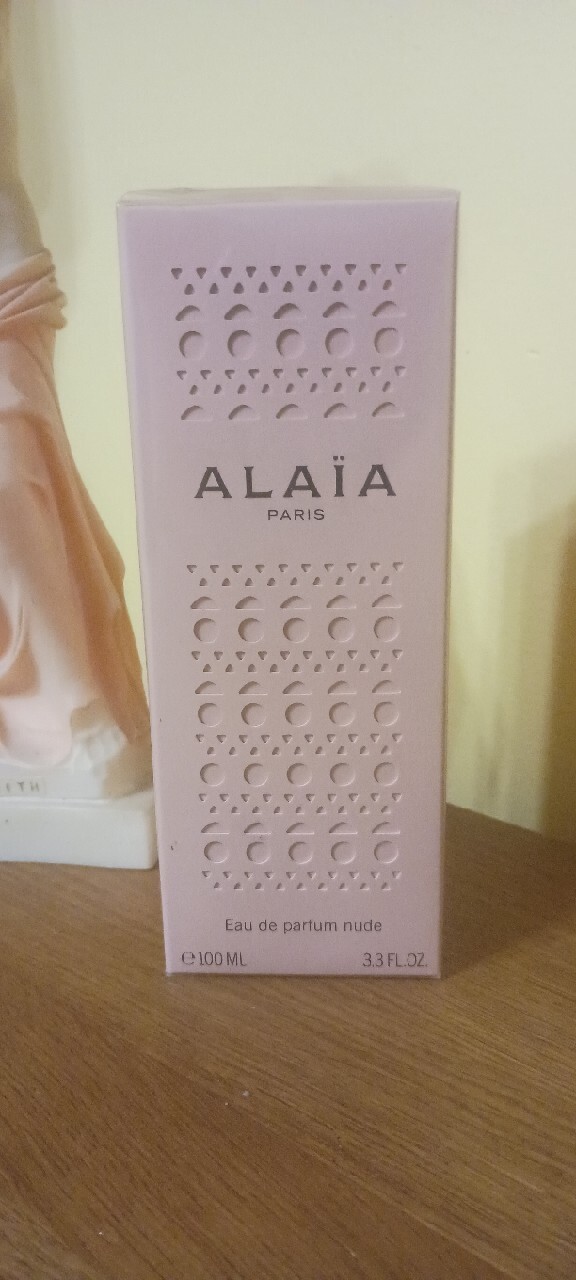 ALAÏA
PARIS
Eau de parfum nude
℮ 100 ML 3.3 FL.OZ.